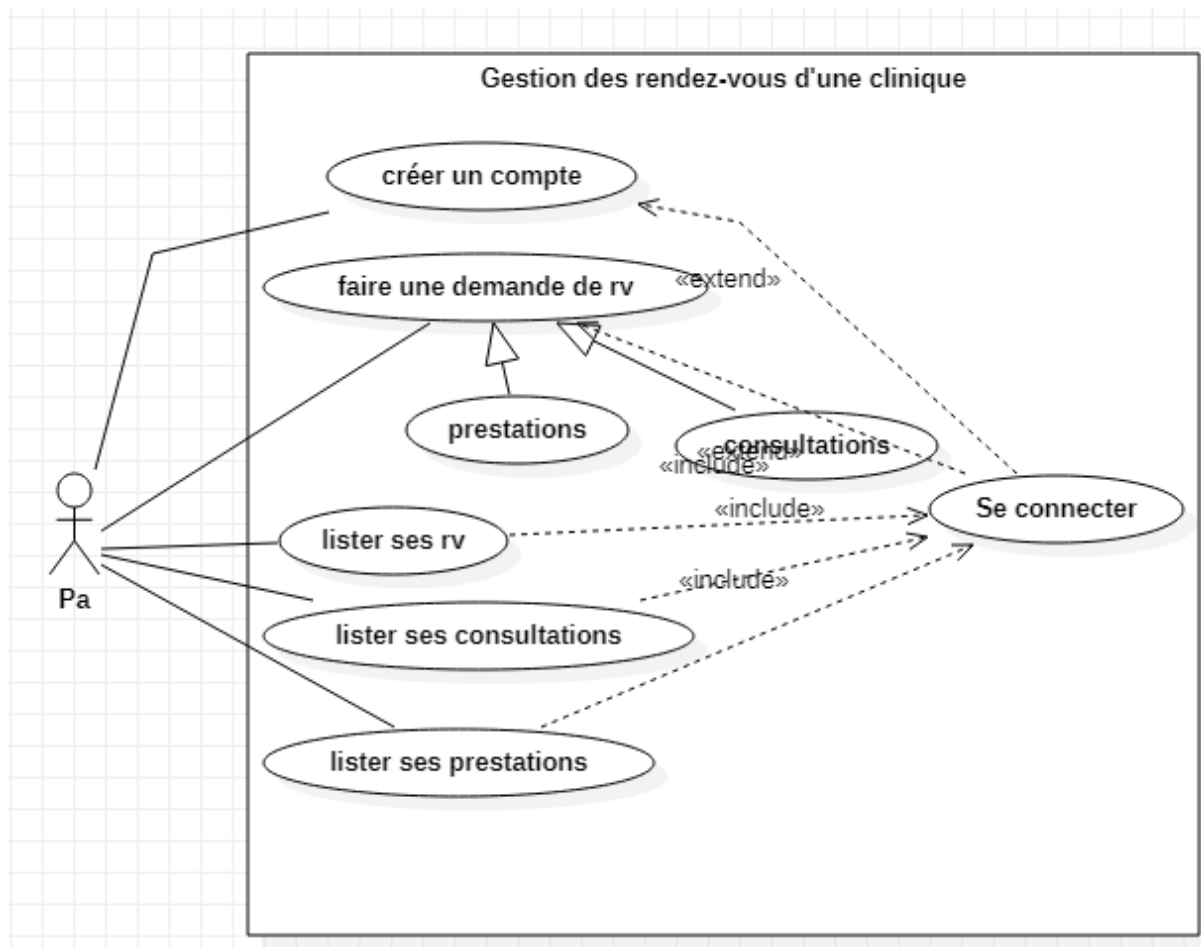 Gestion des rendez-vous d'une clinique
créer un compte
faire une demande de rv
«extend»
prestations
consultations
«extend»
«include»
«include»
Se connecter
lister ses rv
«include»
Pa
lister ses consultations
lister ses prestations